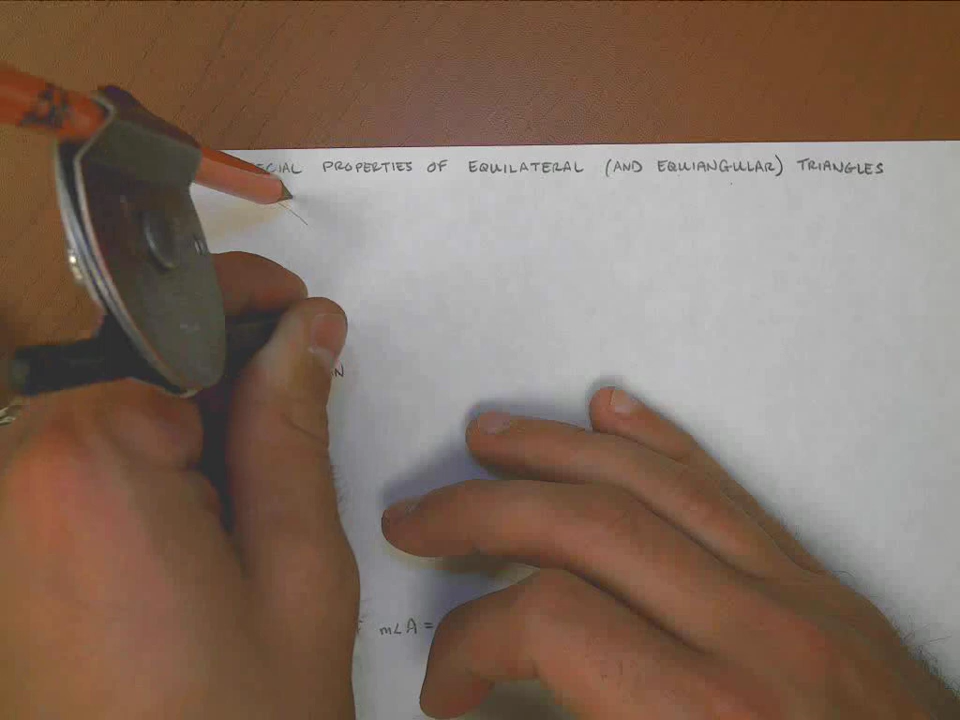 PROPERTIES OF EQUILATERAL (AND EQUIANGULAR) TRIANGLES
m∠A =